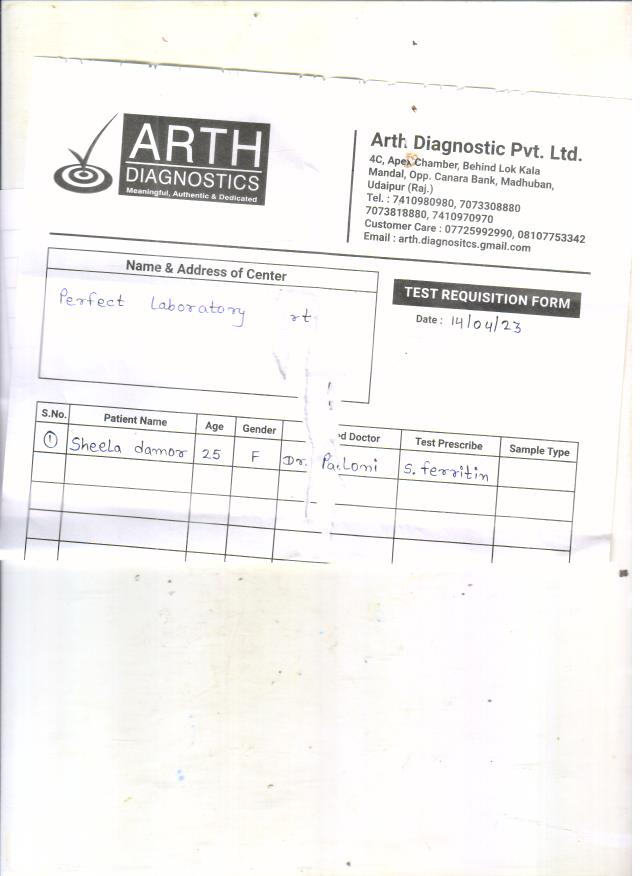 ARTH
DIAGNOSTICS
Meaningful, Authentic & Dedicated
Arth Diagnostic Pvt. Ltd.
4C, Apex Chamber, Behind Lok Kala
Mandal, Opp. Canara Bank, Madhuban,
Udaipur (Raj.)
Tel. : 7410980980, 7073308880
7073818880, 7410970970
Customer Care : 07725992990, 08107753342
Email : arth.diagnositcs.gmail.com
Name & Address of Center
Perfect Laboratory rt
TEST REQUISITION FORM
Date : 14/04/23
S.No. Patient Name Age Gender d Doctor Test Prescribe Sample Type
1 Sheela damor 25 F Dr. S. ferritin